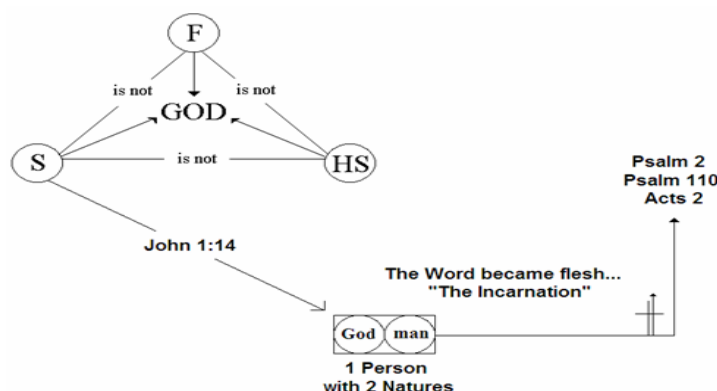 F
is not
is not
GOD
S
is not
HS
Psalm 2
Psalm 110
Acts 2
John 1:14
The Word became flesh...
"The Incarnation"
God
man
1 Person
with 2 Natures